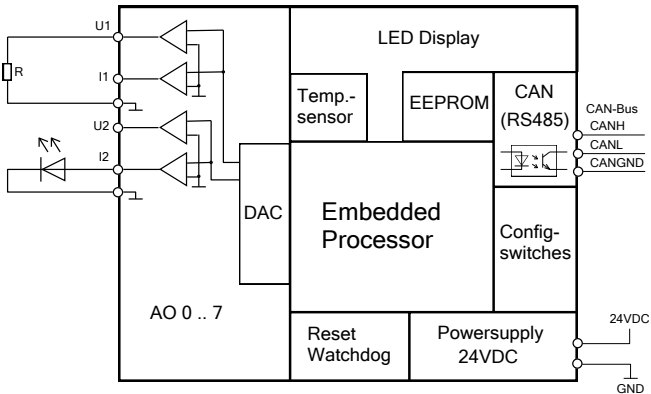 U1
LED Display
R
I1
Temp.-
sensor
EEPROM
CAN
(RS485)
CAN-Bus
CANH
CANL
CANGND
U2
I2
DAC
Embedded
Processor
Config-
switches
AO 0 .. 7
Reset
Watchdog
Powersupply
24VDC
24VDC
GND